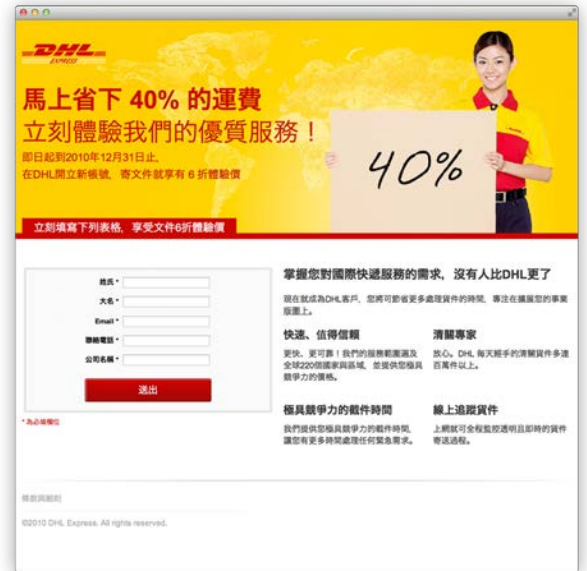 DHL
EXPRESS
馬上省下 40% 的運費
立刻體驗我們的優質服務！
即日起到2010年12月31日止,
在DHL開立新帳號, 寄文件就享有 6 折體驗價
40%
立刻填寫下列表格, 享受文件6折體驗價
姓氏 *
大名 *
Email *
聯絡電話 *
公司名稱 *
送出
* 為必填欄位
掌握您對國際快遞服務的需求, 沒有人比DHL更了
現在就成為DHL客戶, 您將可節省更多處理貨件的時間, 專注在擴展您的事業
版圖上。
快速、值得信賴
更快、更可靠！我們的服務範圍遍及
全球220個國家與區域, 並提供您極具
競爭力的價格。
清關專家
放心。DHL 每天經手的清關貨件多達
百萬件以上。
極具競爭力的截件時間
我們提供您極具競爭力的截件時間,
讓您有更多時間處理任何緊急需求。
線上追蹤貨件
上網就可全程監控透明且即時的貨件
寄送過程。
條款與細則
©2010 DHL Express. All rights reserved.